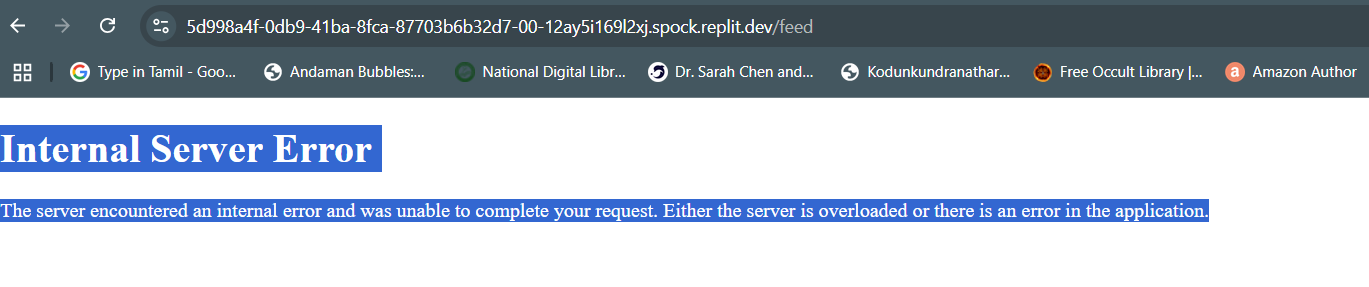 5d998a4f-0db9-41ba-8fca-87703b6b32d7-00-12ay5i169l2xj.spock.replit.dev/feed
Type in Tamil - Goo... Andaman Bubbles:... National Digital Libr... Dr. Sarah Chen and... Kodunkundranathar... Free Occult Library |... Amazon Author
Internal Server Error
The server encountered an internal error and was unable to complete your request. Either the server is overloaded or there is an error in the application.